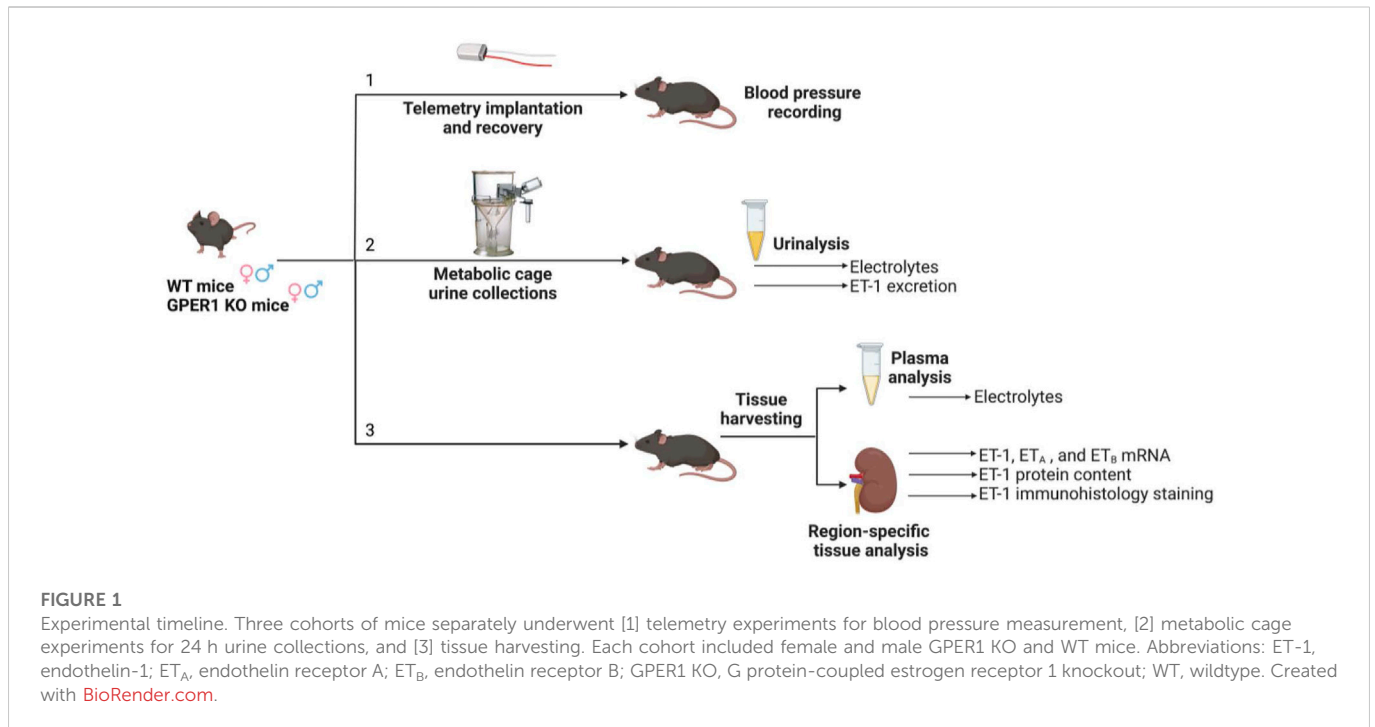 1
Telemetry implantation
and recovery
Blood pressure
recording
WT mice ♀♂
GPER1 KO mice ♀♂
2
Metabolic cage
urine collections
Urinalysis
Electrolytes
ET-1 excretion
3
Tissue
harvesting
Plasma
analysis
Electrolytes
ET-1, ETA , and ETB mRNA
ET-1 protein content
ET-1 immunohistology staining
Region-specific
tissue analysis
FIGURE 1
Experimental timeline. Three cohorts of mice separately underwent [1] telemetry experiments for blood pressure measurement, [2] metabolic cage
experiments for 24 h urine collections, and [3] tissue harvesting. Each cohort included female and male GPER1 KO and WT mice. Abbreviations: ET-1,
endothelin-1; ETA, endothelin receptor A; ETB, endothelin receptor B; GPER1 KO, G protein-coupled estrogen receptor 1 knockout; WT, wildtype. Created
with BioRender.com.